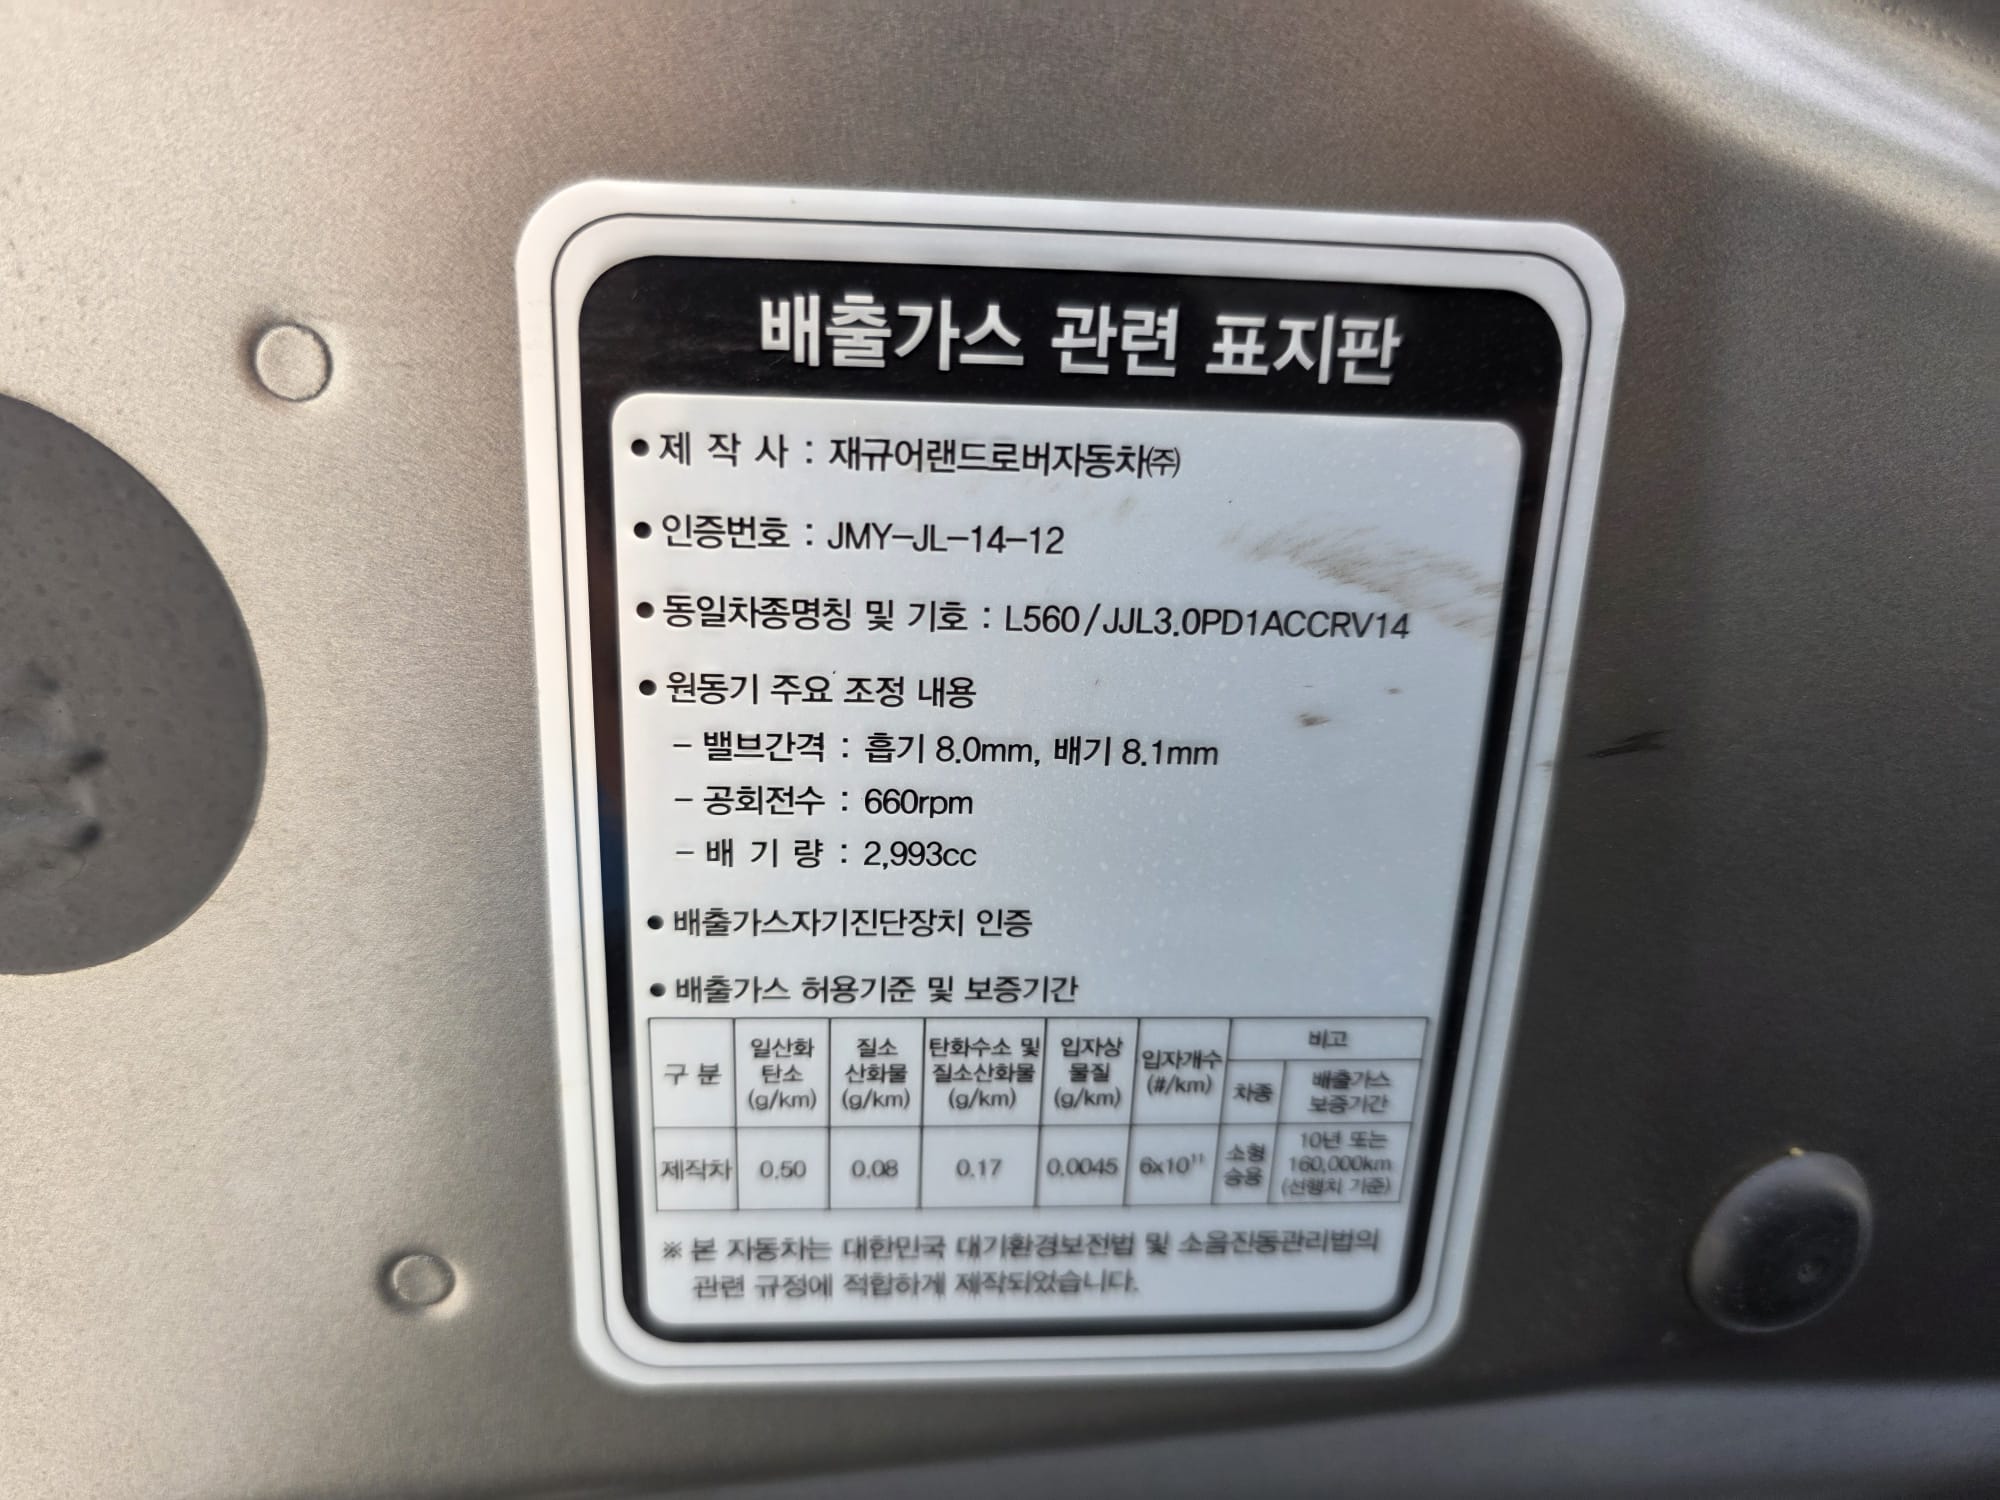 배출가스 관련 표지판
• 제 작 사 : 재규어랜드로버자동차㈜
• 인증번호 : JMY-JL-14-12
• 동일차종명칭 및 기호 : L560/JJL3.0PD1ACCRV14
• 원동기 주요 조정 내용
- 밸브간격 : 흡기 8.0mm, 배기 8.1mm
- 공회전수 : 660rpm
- 배 기 량 : 2,993cc
• 배출가스자기진단장치 인증
• 배출가스 허용기준 및 보증기간
구 분 일산화 탄소 (g/km) 질소 산화물 (g/km) 탄화수소 및 질소산화물 (g/km) 입자상 물질 (g/km) 입자개수 (#/km) 비고
차종 배출가스 보증기간
제작차 0.50 0.08 0.17 0.0045 6x10¹¹ 소형 승용 10년 또는 160,000km (선행치 기준)
※ 본 자동차는 대한민국 대기환경보전법 및 소음진동관리법의
관련 규정에 적합하게 제작되었습니다.